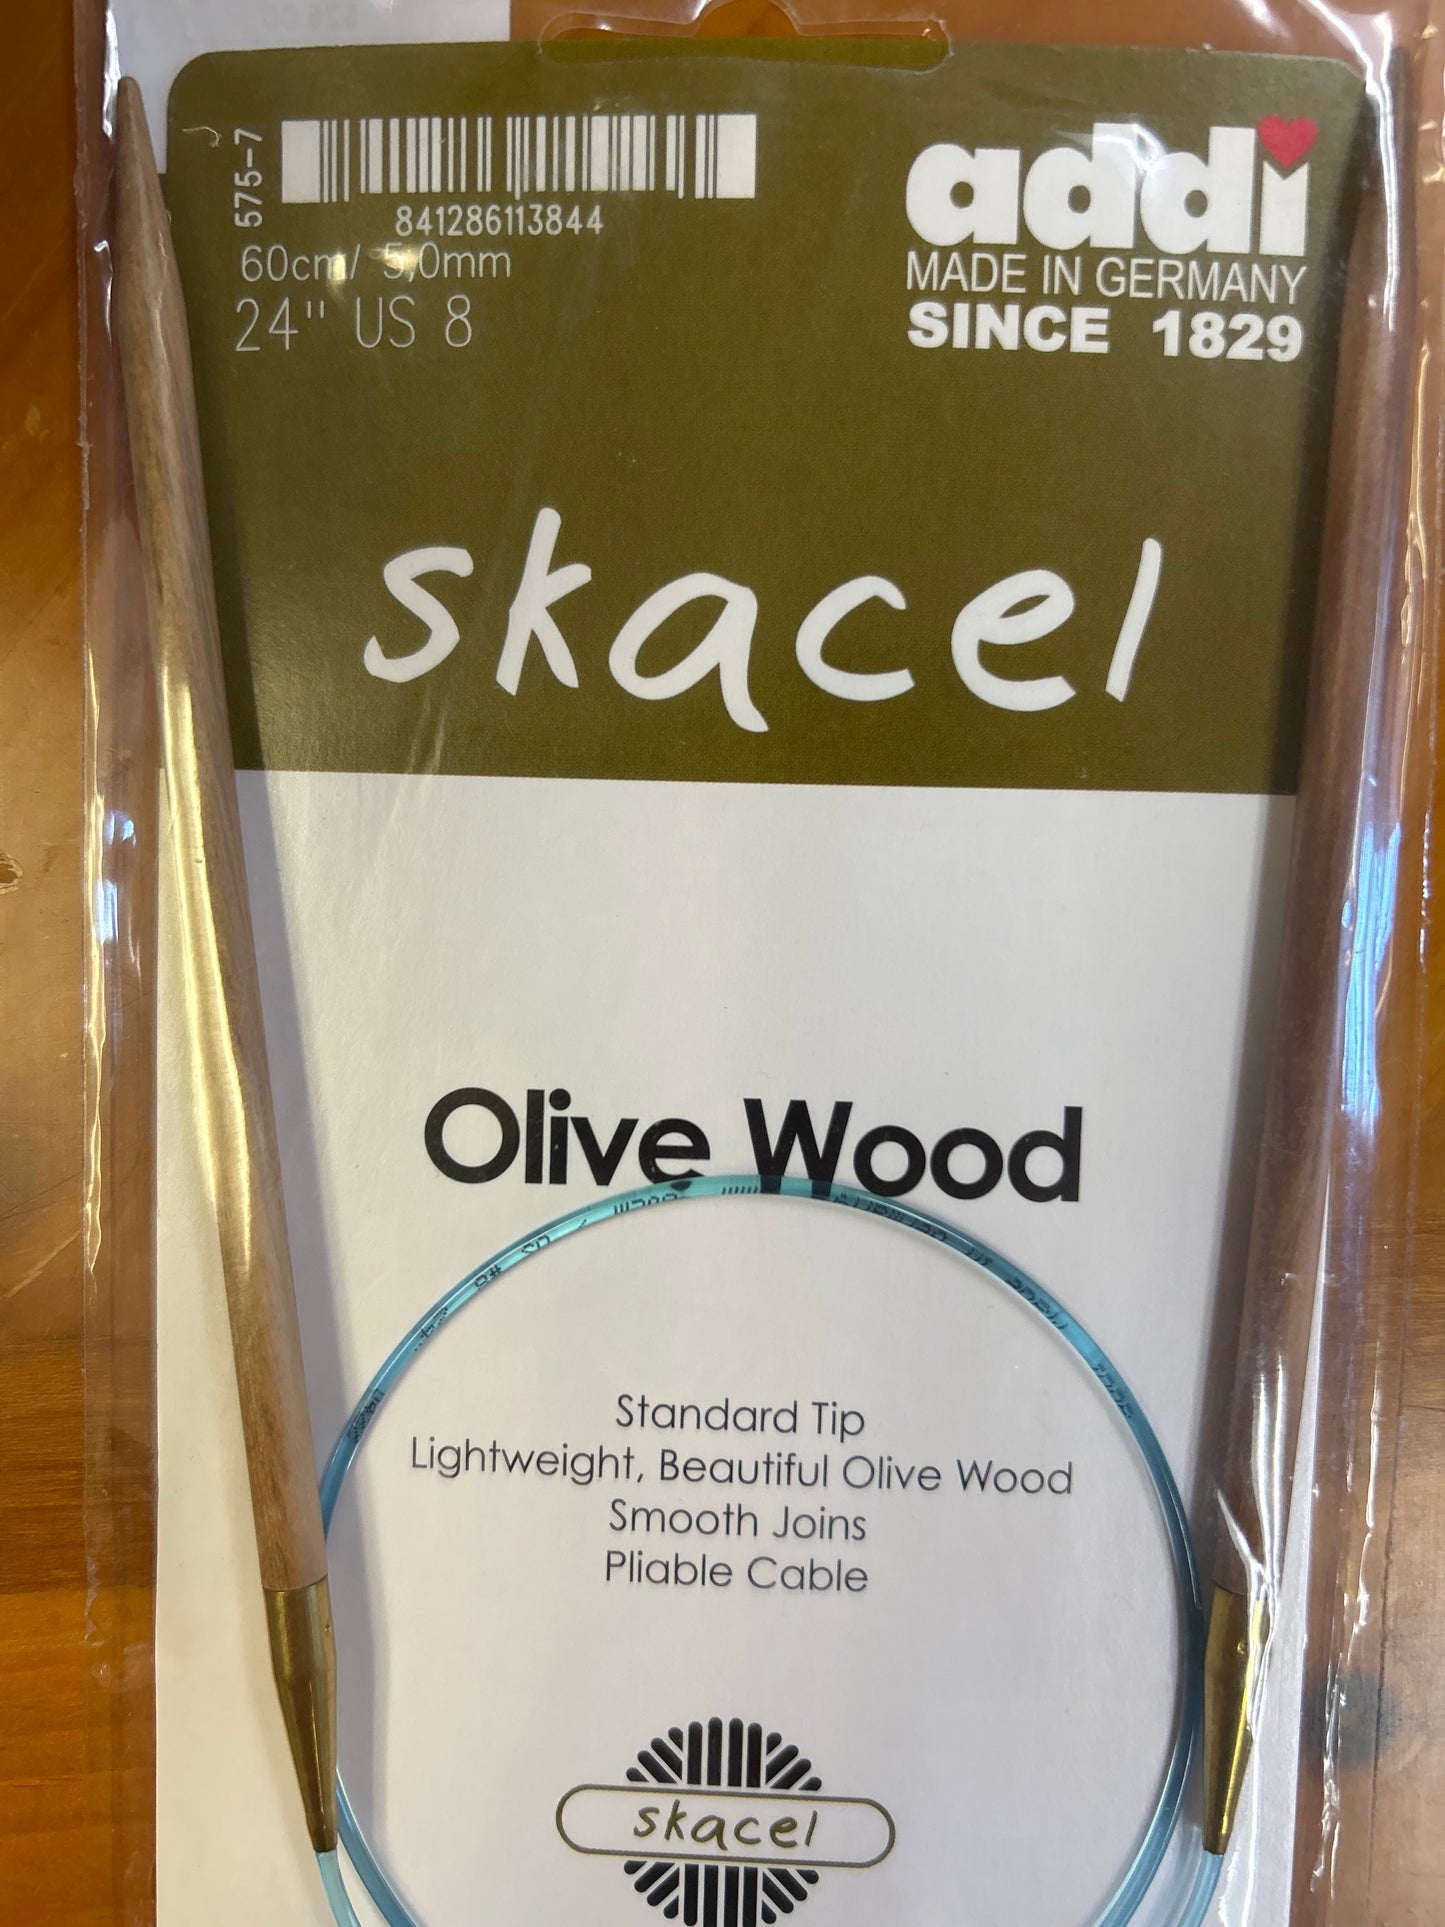 575-7
841286113844
60cm/ 5,0mm
24" US 8
addi
MADE IN GERMANY
SINCE 1829
skacel
Olive Wood
Standard Tip
Lightweight, Beautiful Olive Wood
Smooth Joins
Pliable Cable
skacel